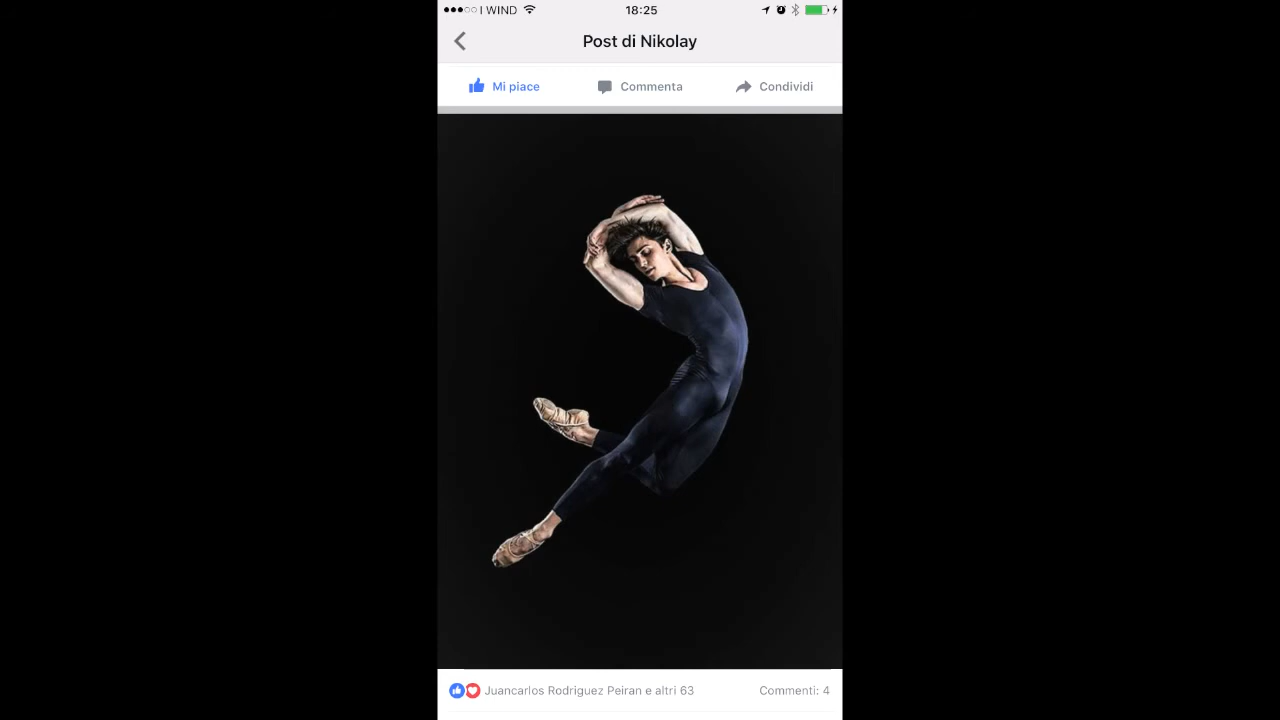 I WIND 18:25
Post di Nikolay
Mi piace Commenta Condividi
Juancarlos Rodriguez Peiran e altri 63 Commenti: 4